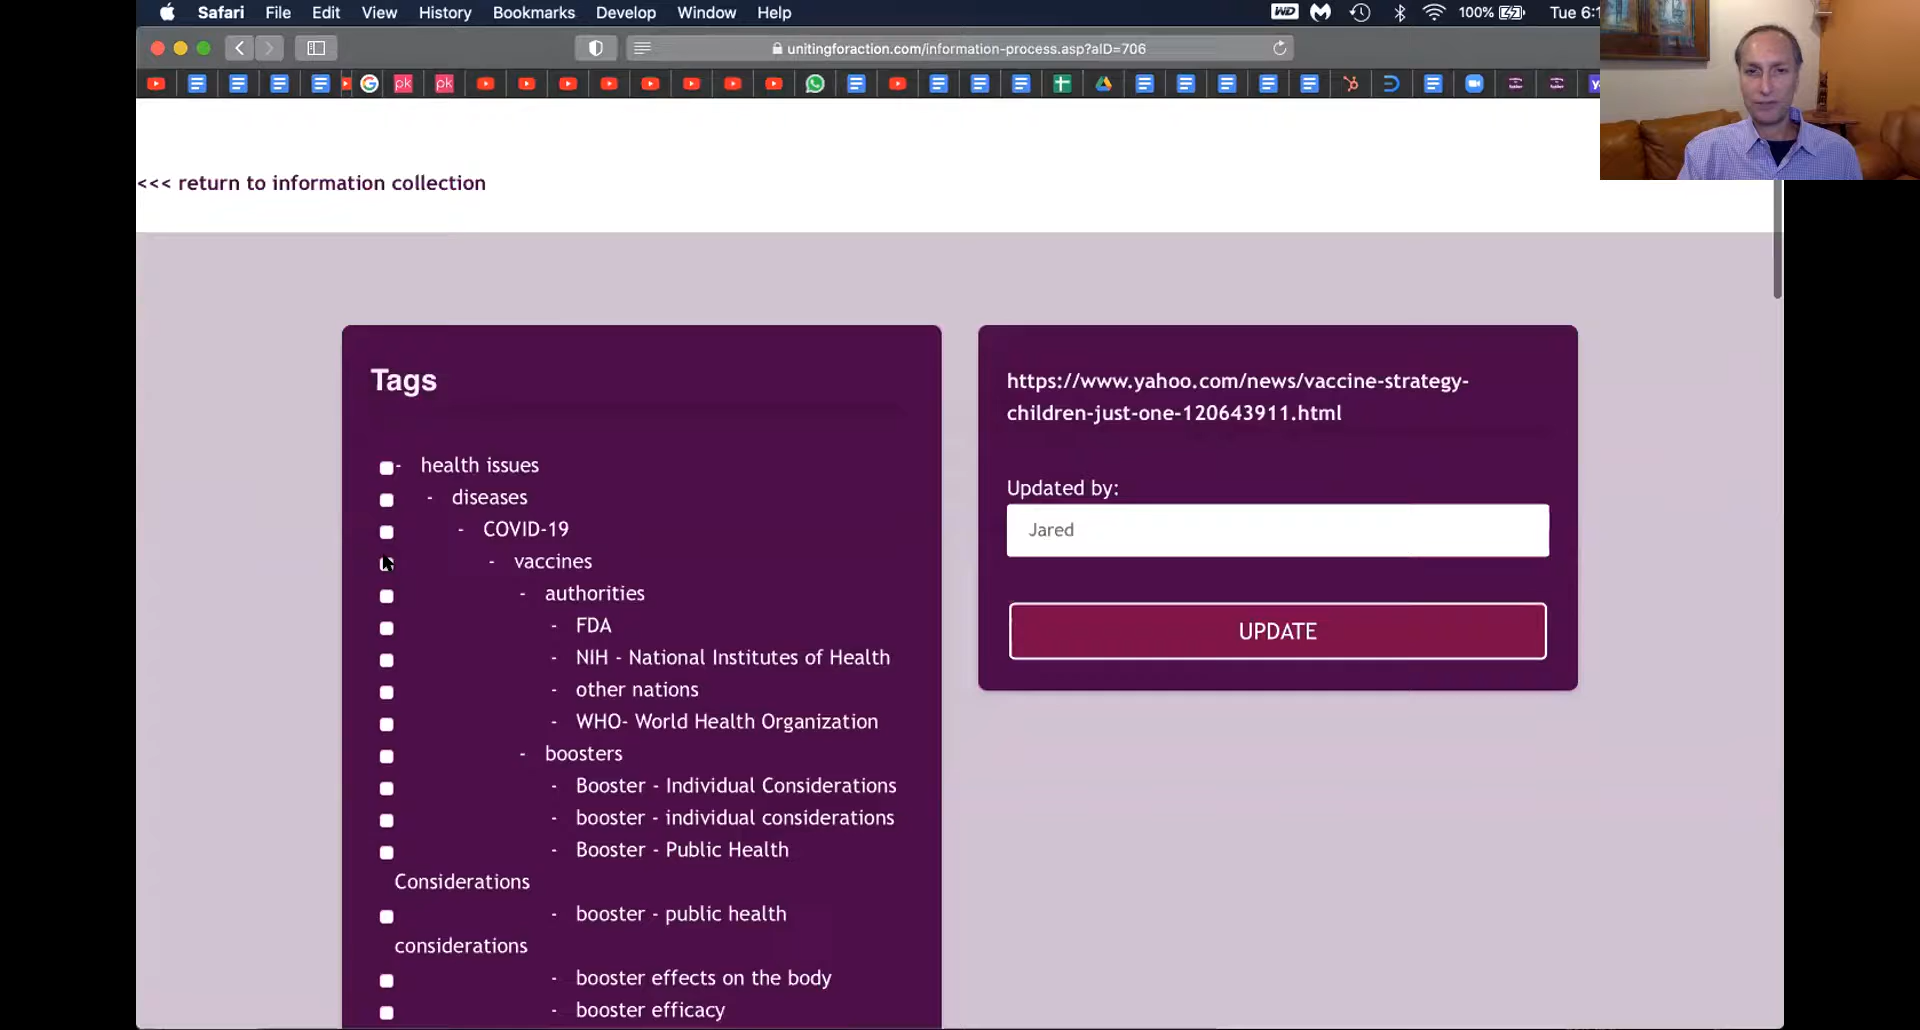 Safari File Edit View History Bookmarks Develop Window Help WD 100% Tue 6:1
unitingforaction.com/information-process.asp?aID=706
G pk pk
<<< return to information collection
Tags
- health issues
- diseases
- COVID-19
- vaccines
- authorities
- FDA
- NIH - National Institutes of Health
- other nations
- WHO- World Health Organization
- boosters
- Booster - Individual Considerations
- booster - individual considerations
- Booster - Public Health
Considerations
- booster - public health
considerations
- booster effects on the body
- booster efficacy
https://www.yahoo.com/news/vaccine-strategy-
children-just-one-120643911.html
Updated by:
Jared
UPDATE